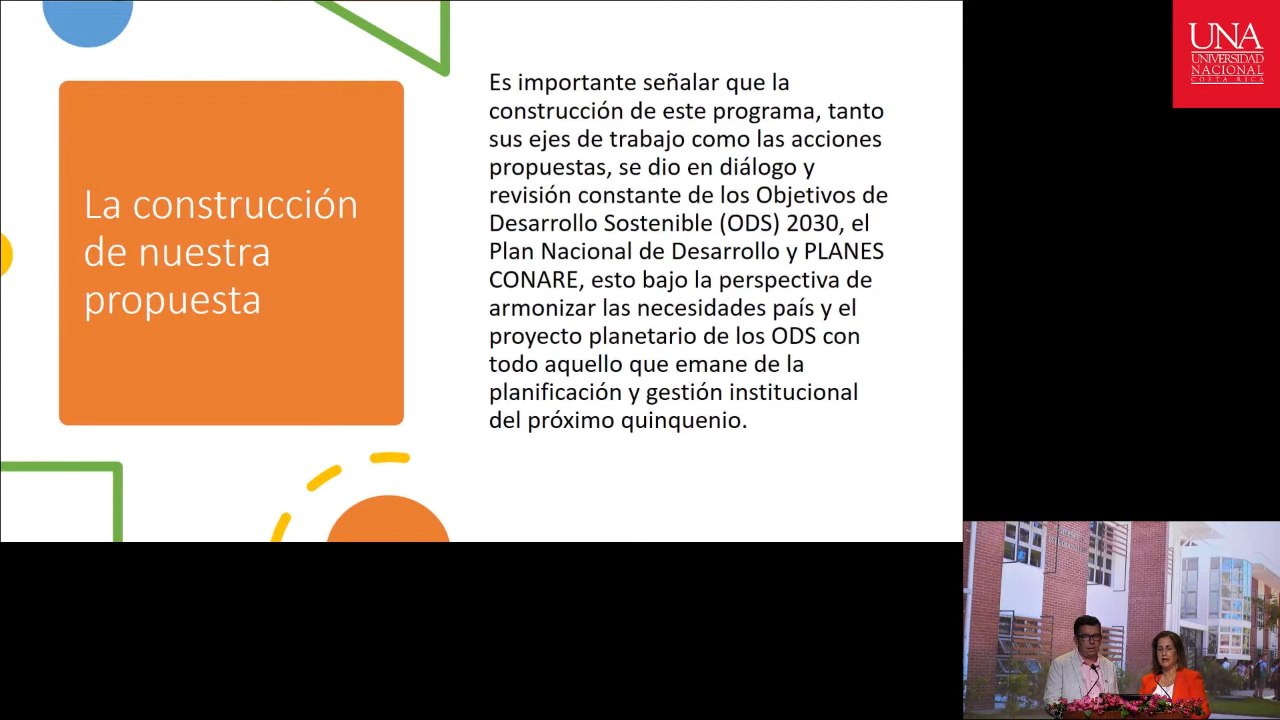 La construcción
de nuestra
propuesta
Es importante señalar que la
construcción de este programa, tanto
sus ejes de trabajo como las acciones
propuestas, se dio en diálogo y
revisión constante de los Objetivos de
Desarrollo Sostenible (ODS) 2030, el
Plan Nacional de Desarrollo y PLANES
CONARE, esto bajo la perspectiva de
armonizar las necesidades país y el
proyecto planetario de los ODS con
todo aquello que emane de la
planificación y gestión institucional
del próximo quinquenio.
UNA
UNIVERSIDAD
NACIONAL
COSTA RICA